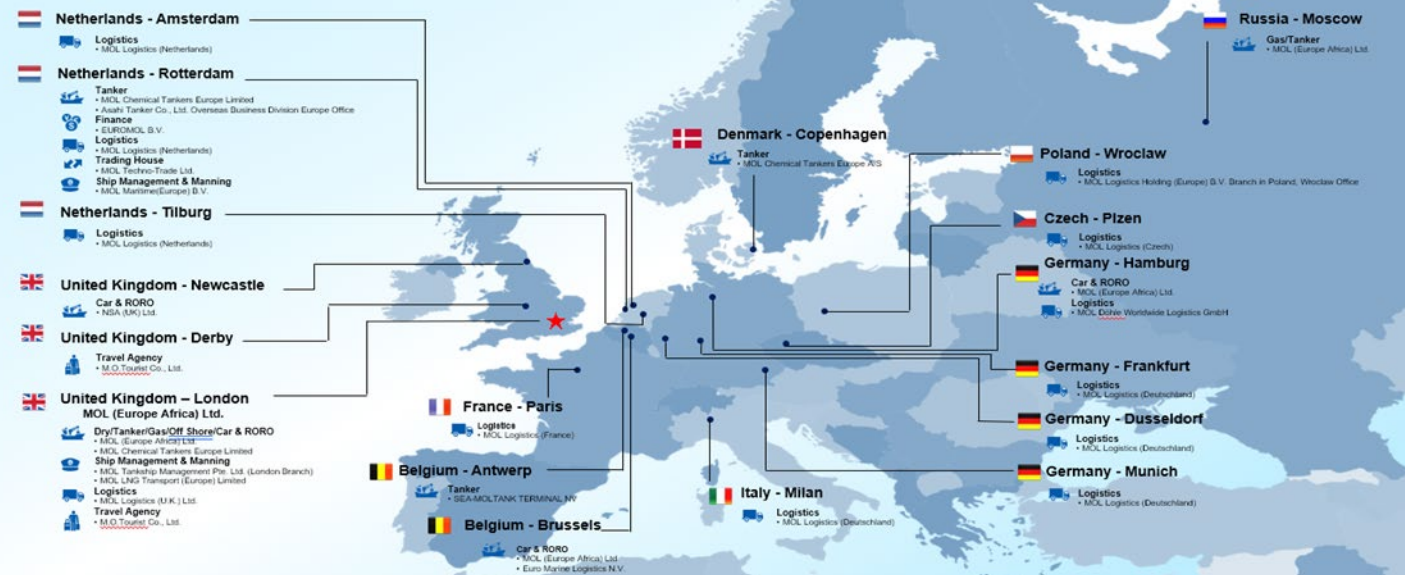 Netherlands - Amsterdam
Logistics
• MOL Logistics (Netherlands)
Netherlands - Rotterdam
Tanker
• MOL Chemical Tankers Europe Limited
• Asahi Tanker Co., Ltd. Overseas Business Division Europe Office
Finance
• EUROMOL B.V.
Logistics
• MOL Logistics (Netherlands)
Trading House
• MOL Techno-Trade Ltd.
Ship Management & Manning
• MOL Maritime(Europe) B.V.
Netherlands - Tilburg
Logistics
• MOL Logistics (Netherlands)
United Kingdom - Newcastle
Car & RORO
• NSA (UK) Ltd.
United Kingdom - Derby
Travel Agency
• M.O.Tourist Co., Ltd.
United Kingdom – London
MOL (Europe Africa) Ltd.
Dry/Tanker/Gas/Off Shore/Car & RORO
• MOL (Europe Africa) Ltd.
• MOL Chemical Tankers Europe Limited
Ship Management & Manning
• MOL Tankship Management Pte. Ltd. (London Branch)
• MOL LNG Transport (Europe) Limited
Logistics
• MOL Logistics (U.K.) Ltd.
Travel Agency
• M.O.Tourist Co., Ltd.
Denmark - Copenhagen
Tanker
• MOL Chemical Tankers Europe A/S
France - Paris
Logistics
• MOL Logistics (France)
Belgium - Antwerp
Tanker
• SEA-MOLTANK TERMINAL NV
Belgium - Brussels
Car & RORO
• MOL (Europe Africa) Ltd.
• Euro Marine Logistics N.V.
Italy - Milan
Logistics
• MOL Logistics (Deutschland)
Russia - Moscow
Gas/Tanker
• MOL (Europe Africa) Ltd.
Poland - Wroclaw
Logistics
• MOL Logistics Holding (Europe) B.V. Branch in Poland, Wroclaw Office
Czech - Plzen
Logistics
• MOL Logistics (Czech)
Germany - Hamburg
Car & RORO
• MOL (Europe Africa) Ltd.
Logistics
• MOL Döhle Worldwide Logistics GmbH
Germany - Frankfurt
Logistics
• MOL Logistics (Deutschland)
Germany - Dusseldorf
Logistics
• MOL Logistics (Deutschland)
Germany - Munich
Logistics
• MOL Logistics (Deutschland)